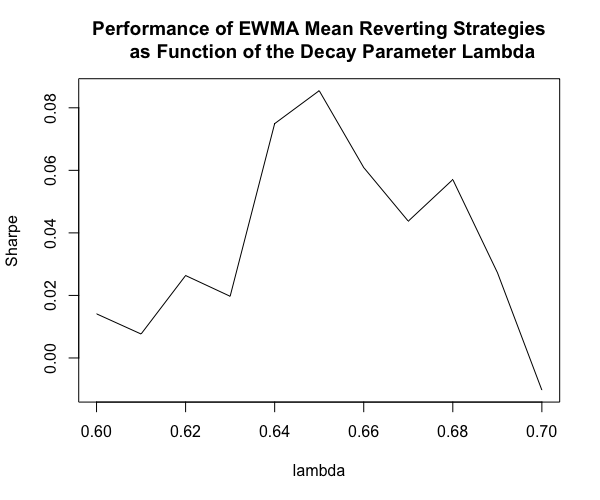 Performance of EWMA Mean Reverting Strategies
as Function of the Decay Parameter Lambda
Sharpe
0.08
0.06
0.04
0.02
0.00
0.60 0.62 0.64 0.66 0.68 0.70
lambda